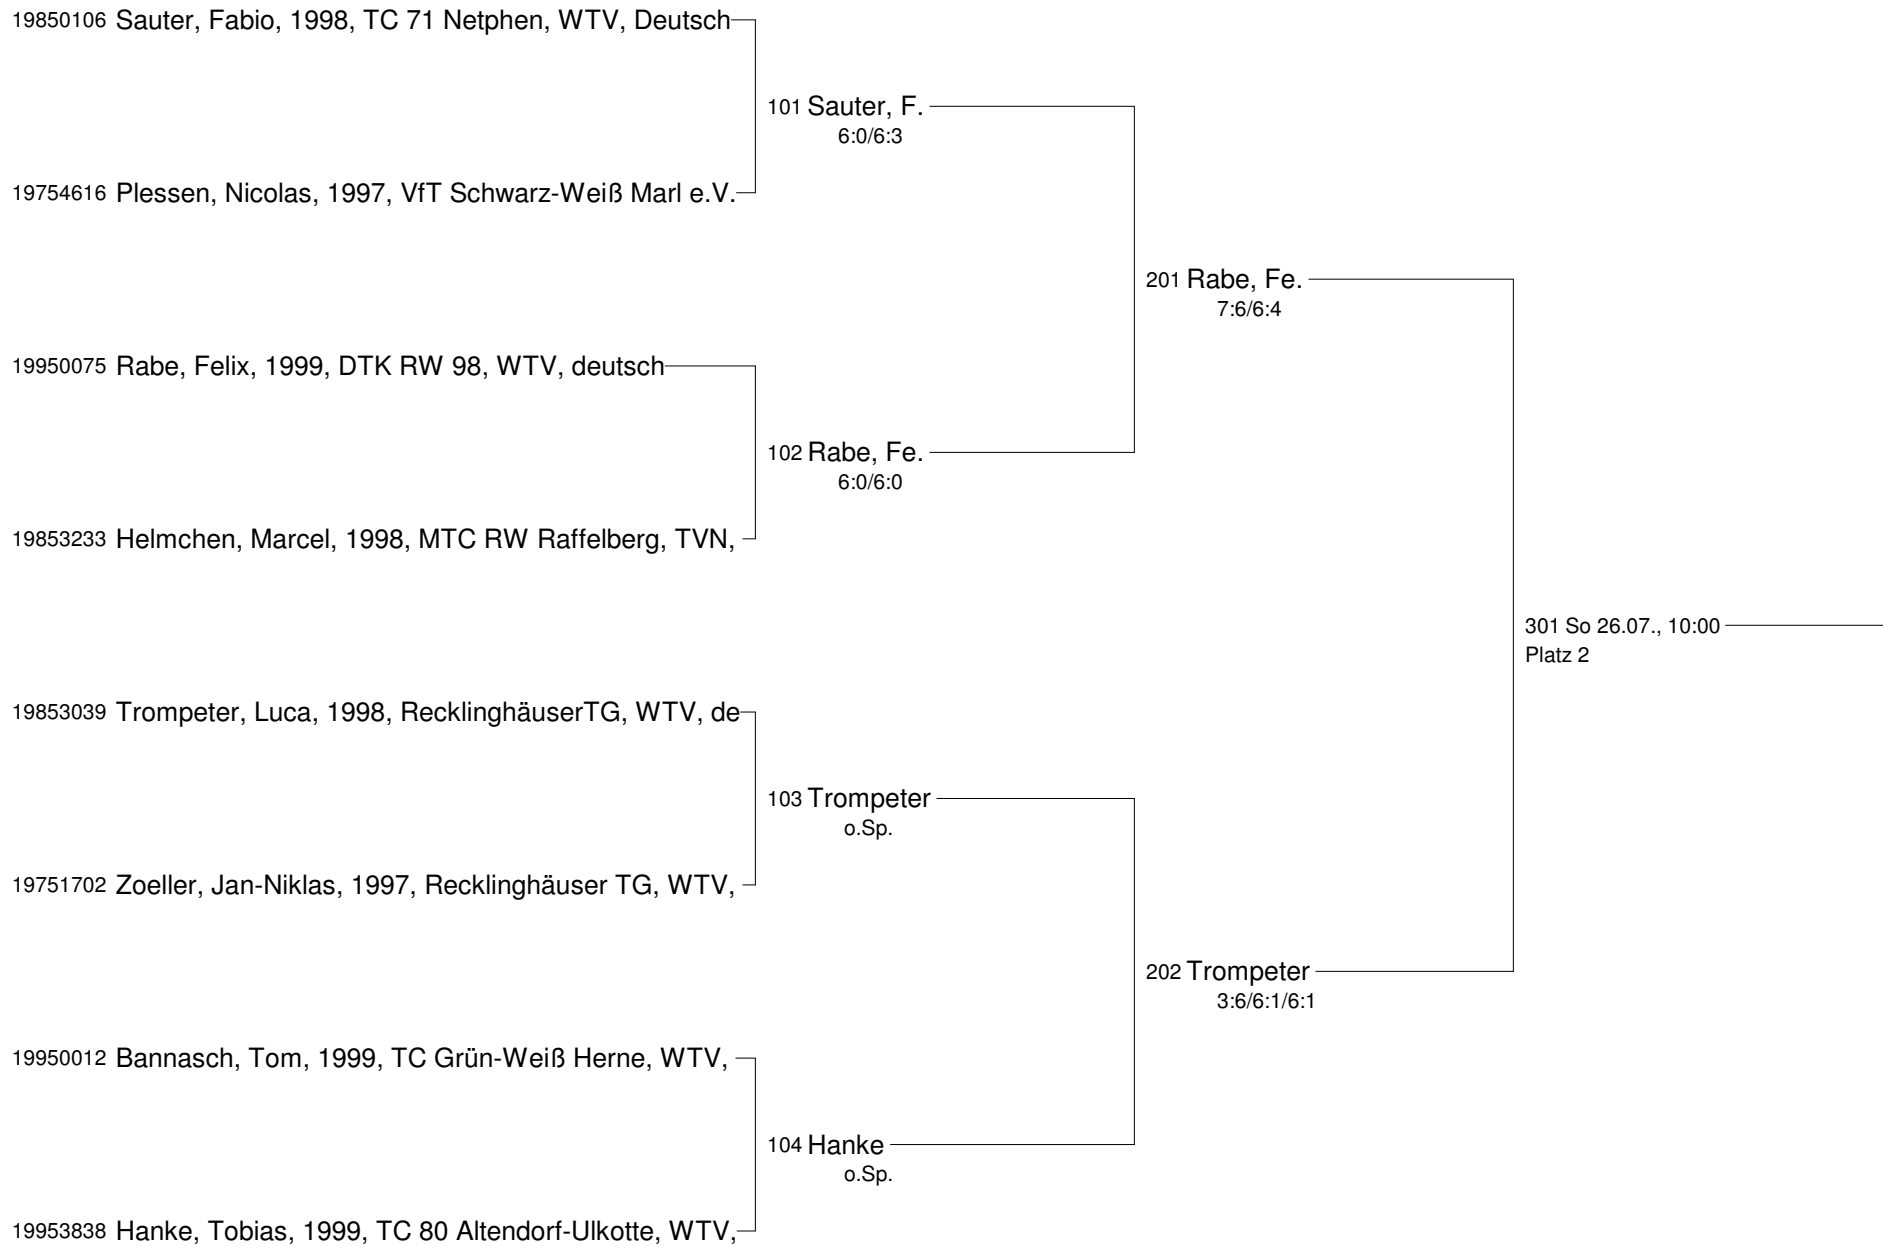 19850106 Sauter, Fabio, 1998, TC 71 Netphen, WTV, Deutsch
101 Sauter, F.
6:0/6:3
19754616 Plessen, Nicolas, 1997, VfT Schwarz-Weiß Marl e.V.
201 Rabe, Fe.
7:6/6:4
19950075 Rabe, Felix, 1999, DTK RW 98, WTV, deutsch
102 Rabe, Fe.
6:0/6:0
19853233 Helmchen, Marcel, 1998, MTC RW Raffelberg, TVN,
301 So 26.07., 10:00
Platz 2
19853039 Trompeter, Luca, 1998, RecklinghäuserTG, WTV, de
103 Trompeter
o.Sp.
19751702 Zoeller, Jan-Niklas, 1997, Recklinghäuser TG, WTV,
202 Trompeter
3:6/6:1/6:1
19950012 Bannasch, Tom, 1999, TC Grün-Weiß Herne, WTV,
104 Hanke
o.Sp.
19953838 Hanke, Tobias, 1999, TC 80 Altendorf-Ulkotte, WTV,